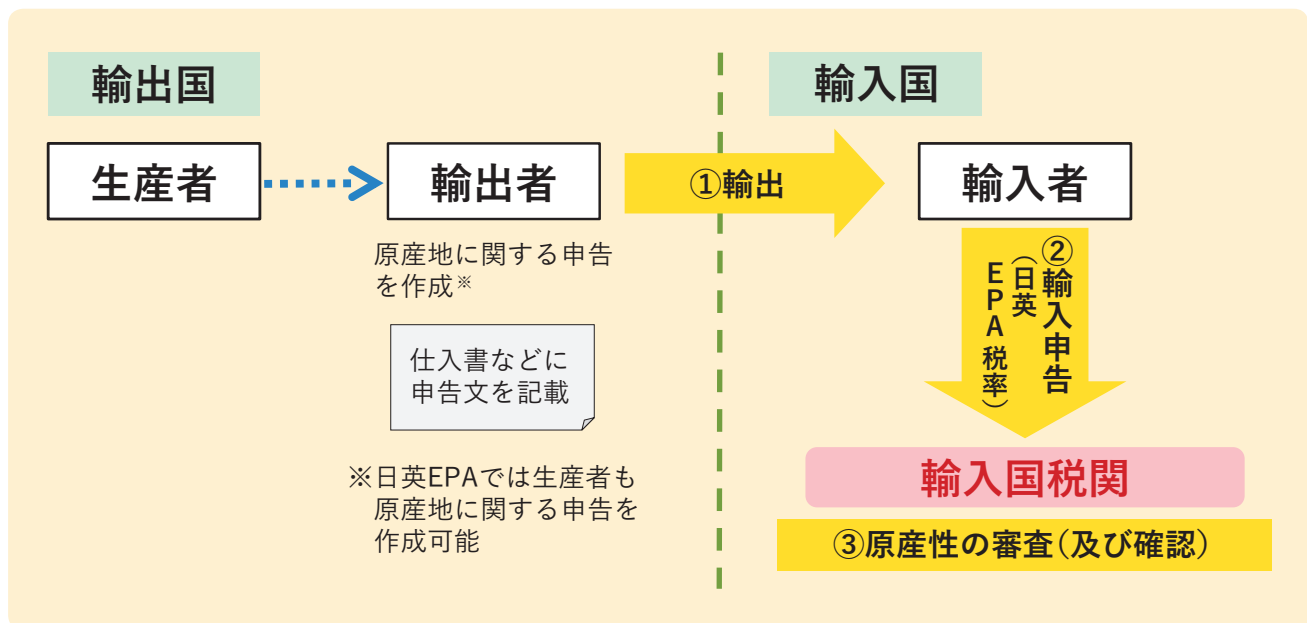 輸出国
生産者
輸出者
原産地に関する申告
を作成※
仕入書などに
申告文を記載
※日英EPAでは生産者も
原産地に関する申告を
作成可能
①輸出
輸入国
輸入者
②輸入申告
（日英
EPA税率）
輸入国税関
③原産性の審査（及び確認）